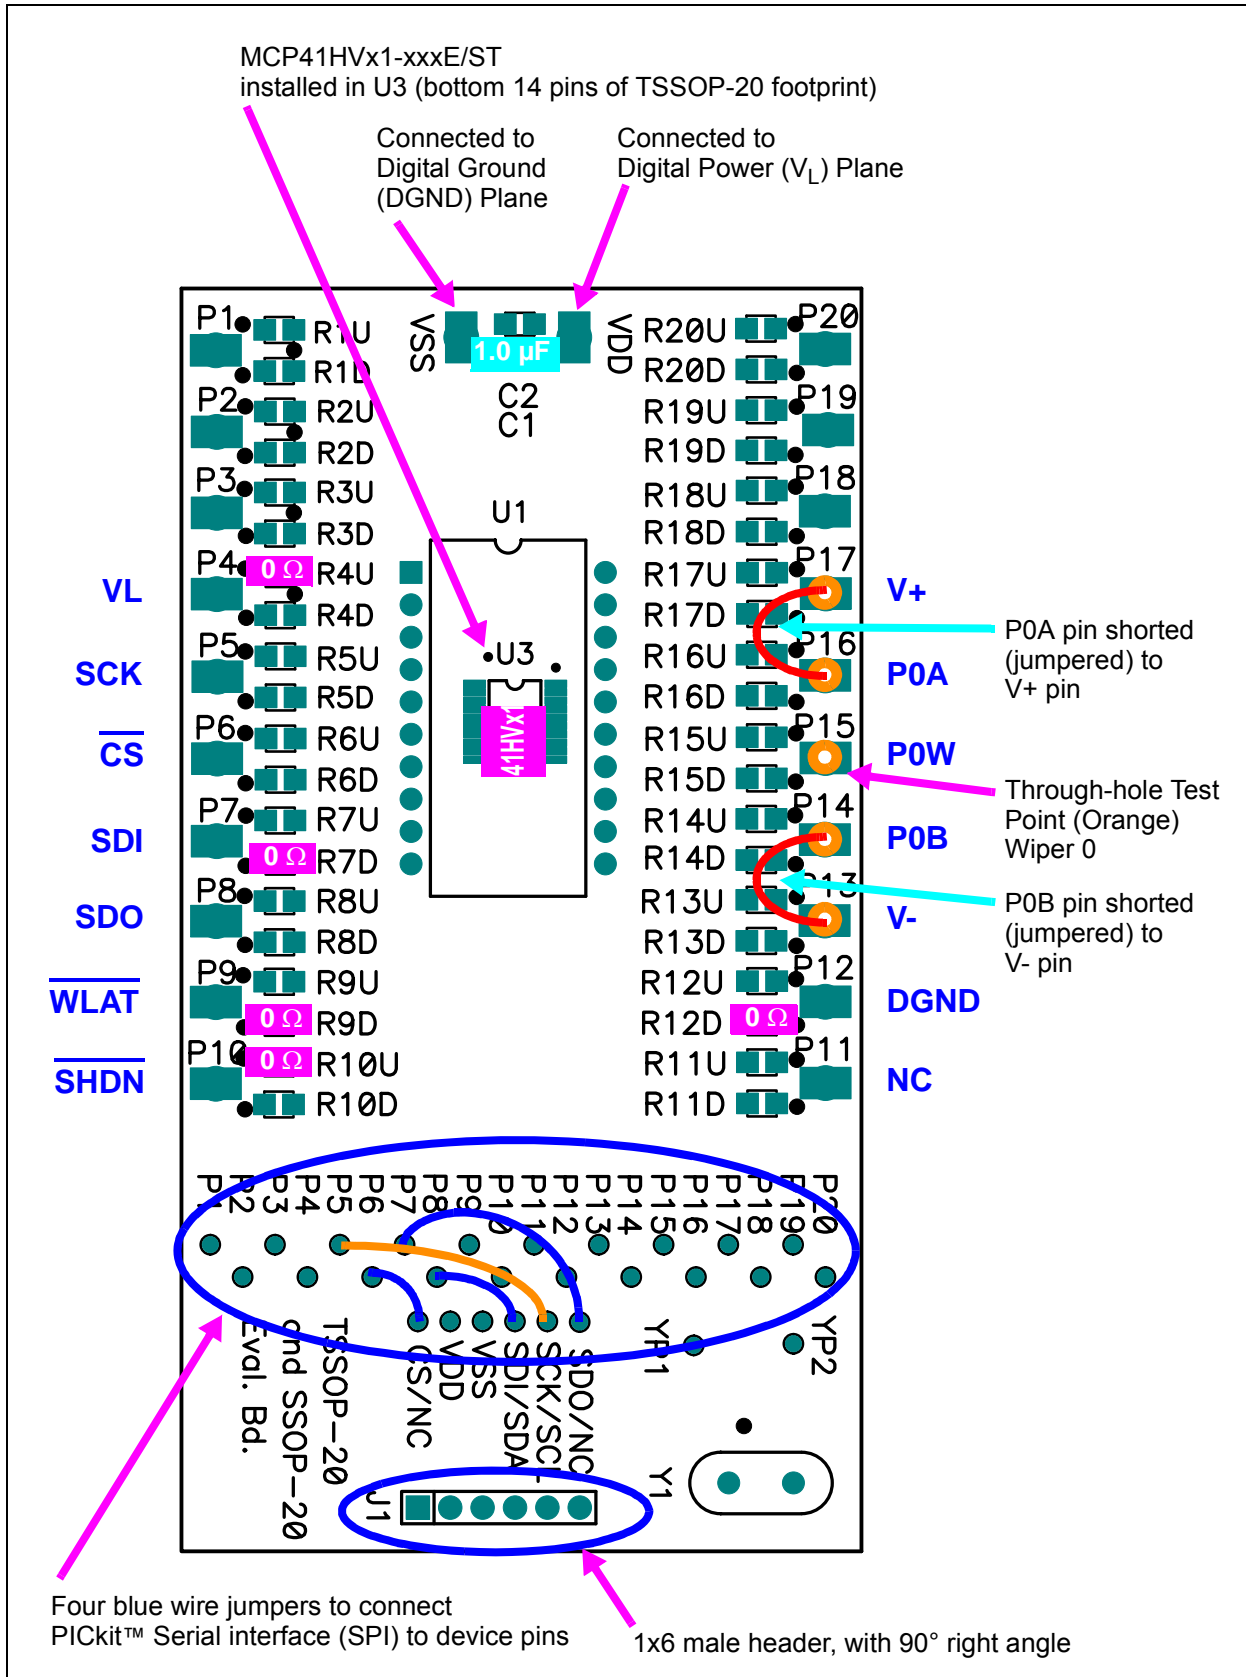 MCP41HVx1-xxxE/ST
installed in U3 (bottom 14 pins of TSSOP-20 footprint)
Connected to
Digital Ground
(DGND) Plane
Connected to
Digital Power (VL) Plane
P1
R1U
R1D
P2
R2U
R2D
P3
R3U
R3D
P4
0 Ω
R4U
R4D
P5
R5U
R5D
P6
R6U
R6D
P7
R7U
0 Ω
R7D
P8
R8U
R8D
P9
R9U
0 Ω
R9D
P10
0 Ω
R10U
R10D
VL
SCK
CS
SDI
SDO
WLAT
SHDN
VSS
1.0 µF
VDD
C2
C1
U1
U3
41HVx1
R20U
P20
R20D
R19U
P19
R19D
R18U
P18
R18D
R17U
P17
R17D
R16U
P16
R16D
R15U
P15
R15D
R14U
P14
R14D
R13U
P13
R13D
R12U
P12
R12D
0 Ω
R11U
P11
R11D
V+
P0A
P0W
P0B
V-
DGND
NC
P0A pin shorted
(jumpered) to
V+ pin
Through-hole Test
Point (Orange)
Wiper 0
P0B pin shorted
(jumpered) to
V- pin
P1
P2
P3
P4
P5
P6
P7
P8
P9
P10
P11
P12
P13
P14
P15
P16
P17
P18
P19
P20
TSSOP-20
and SSOP-20
Eval. Bd.
CS/NC
VDD
VSS
SDI/SDA
SCK/SCL
SDO/NC
YP1
YP2
J1
Y1
Four blue wire jumpers to connect
PICkit™ Serial interface (SPI) to device pins
1x6 male header, with 90° right angle